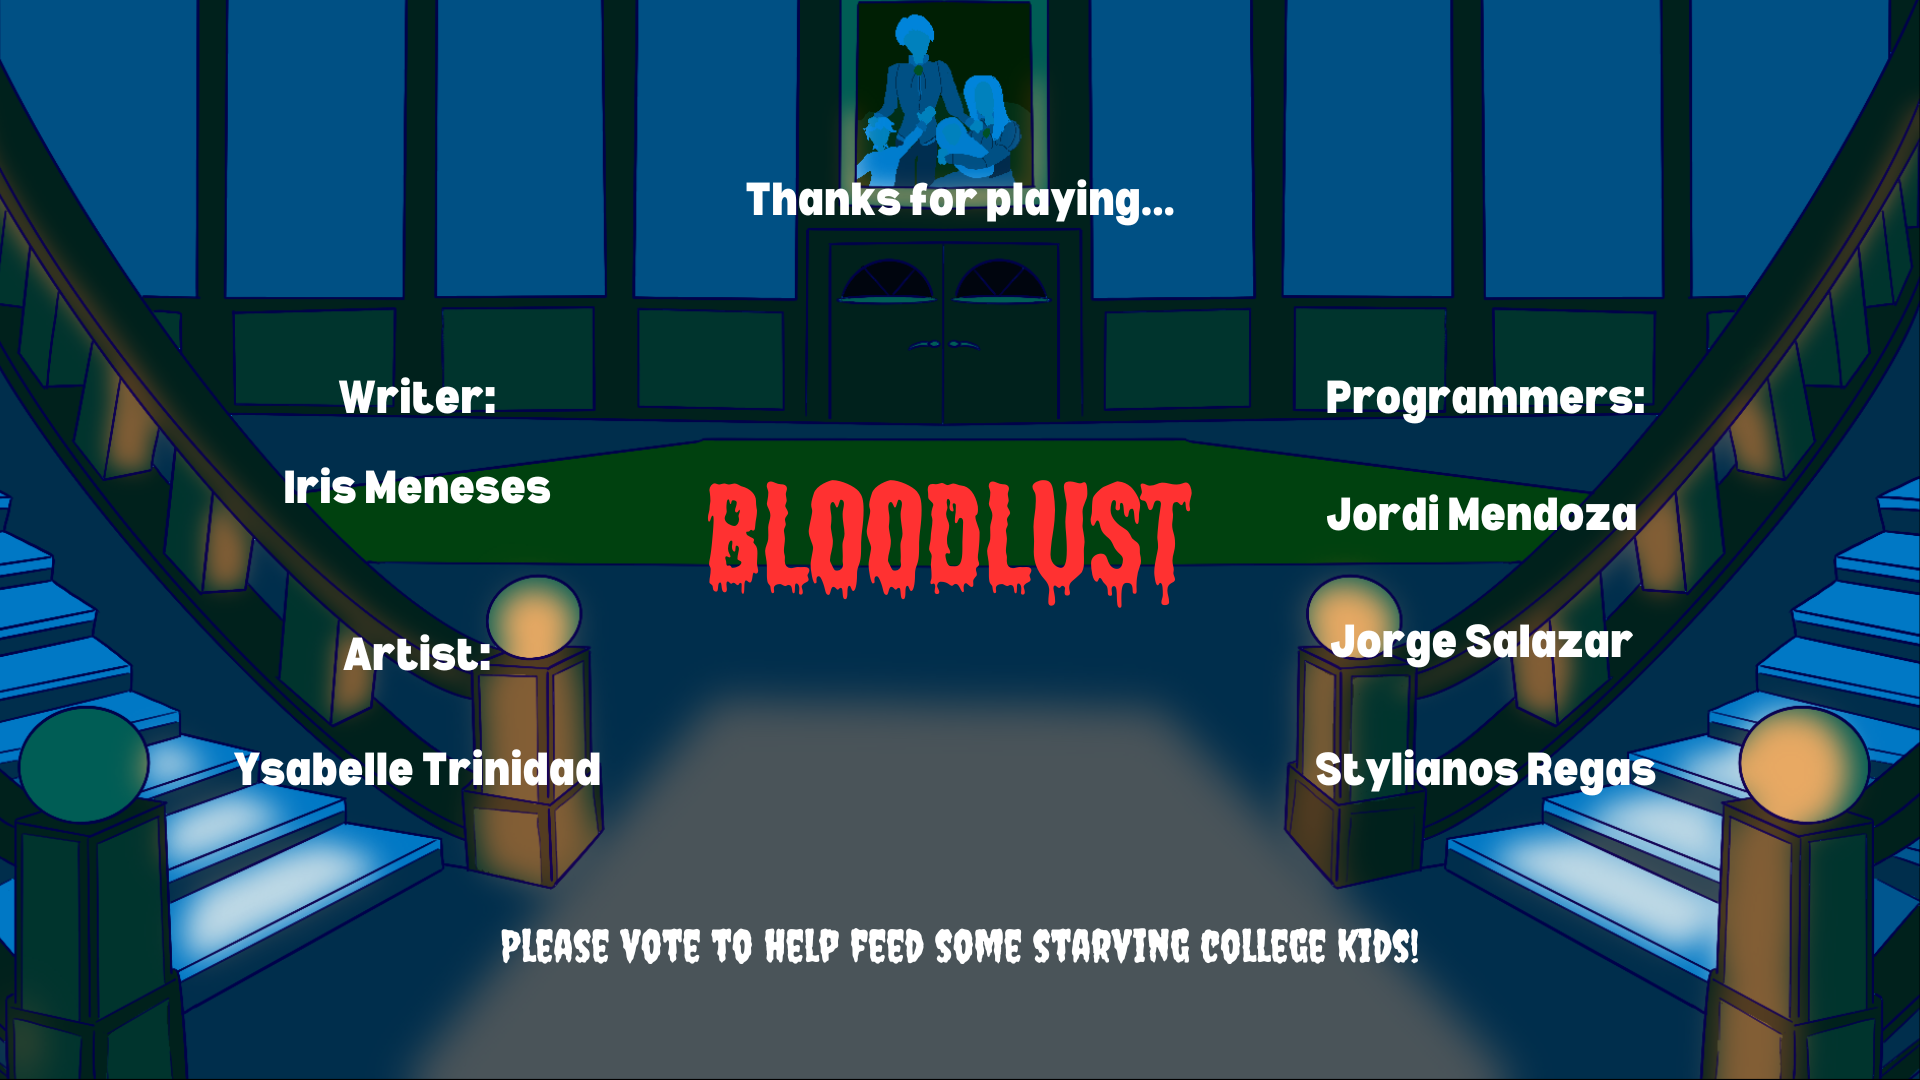 Thanks for playing...
Writer:
Iris Meneses
Artist:
Ysabelle Trinidad
BLOODLUST
Programmers:
Jordi Mendoza
Jorge Salazar
Stylianos Regas
PLEASE VOTE TO HELP FEED SOME STARVING COLLEGE KIDS!